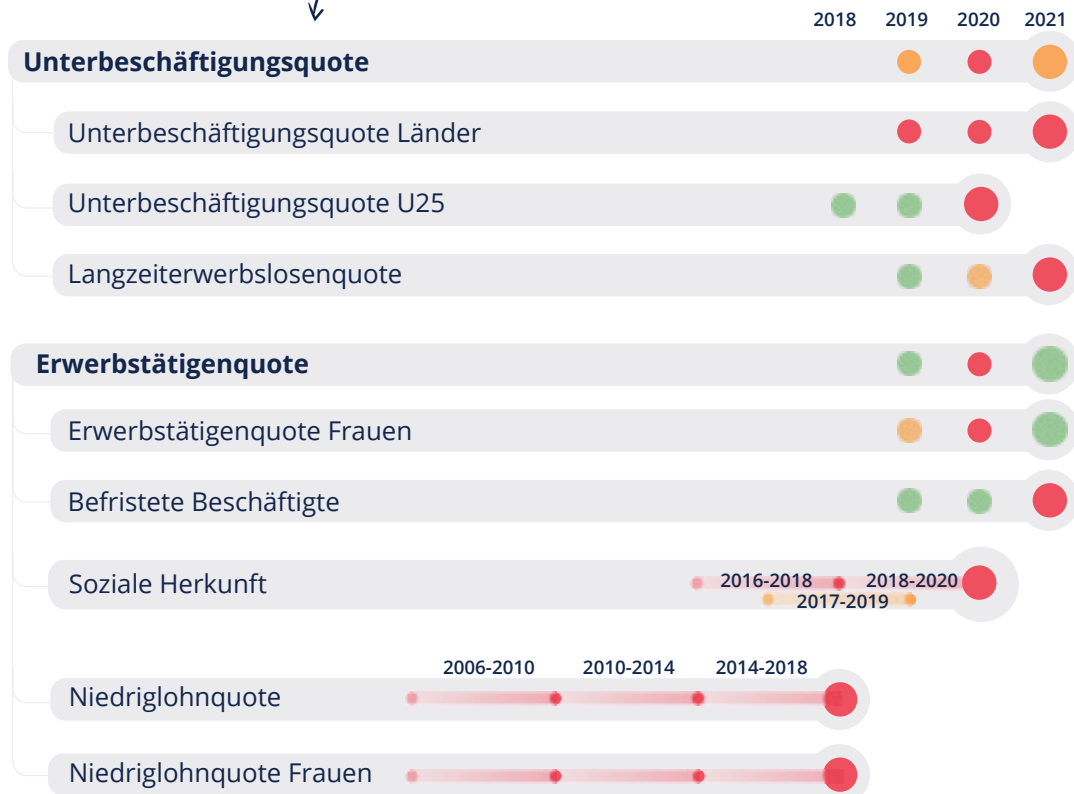 2018 2019 2020 2021
Unterbeschäftigungsquote
Unterbeschäftigungsquote Länder
Unterbeschäftigungsquote U25
Langzeiterwerbslosenquote
Erwerbstätigenquote
Erwerbstätigenquote Frauen
Befristete Beschäftigte
Soziale Herkunft 2016-2018 2018-2020
2017-2019
2006-2010 2010-2014 2014-2018
Niedriglohnquote
Niedriglohnquote Frauen